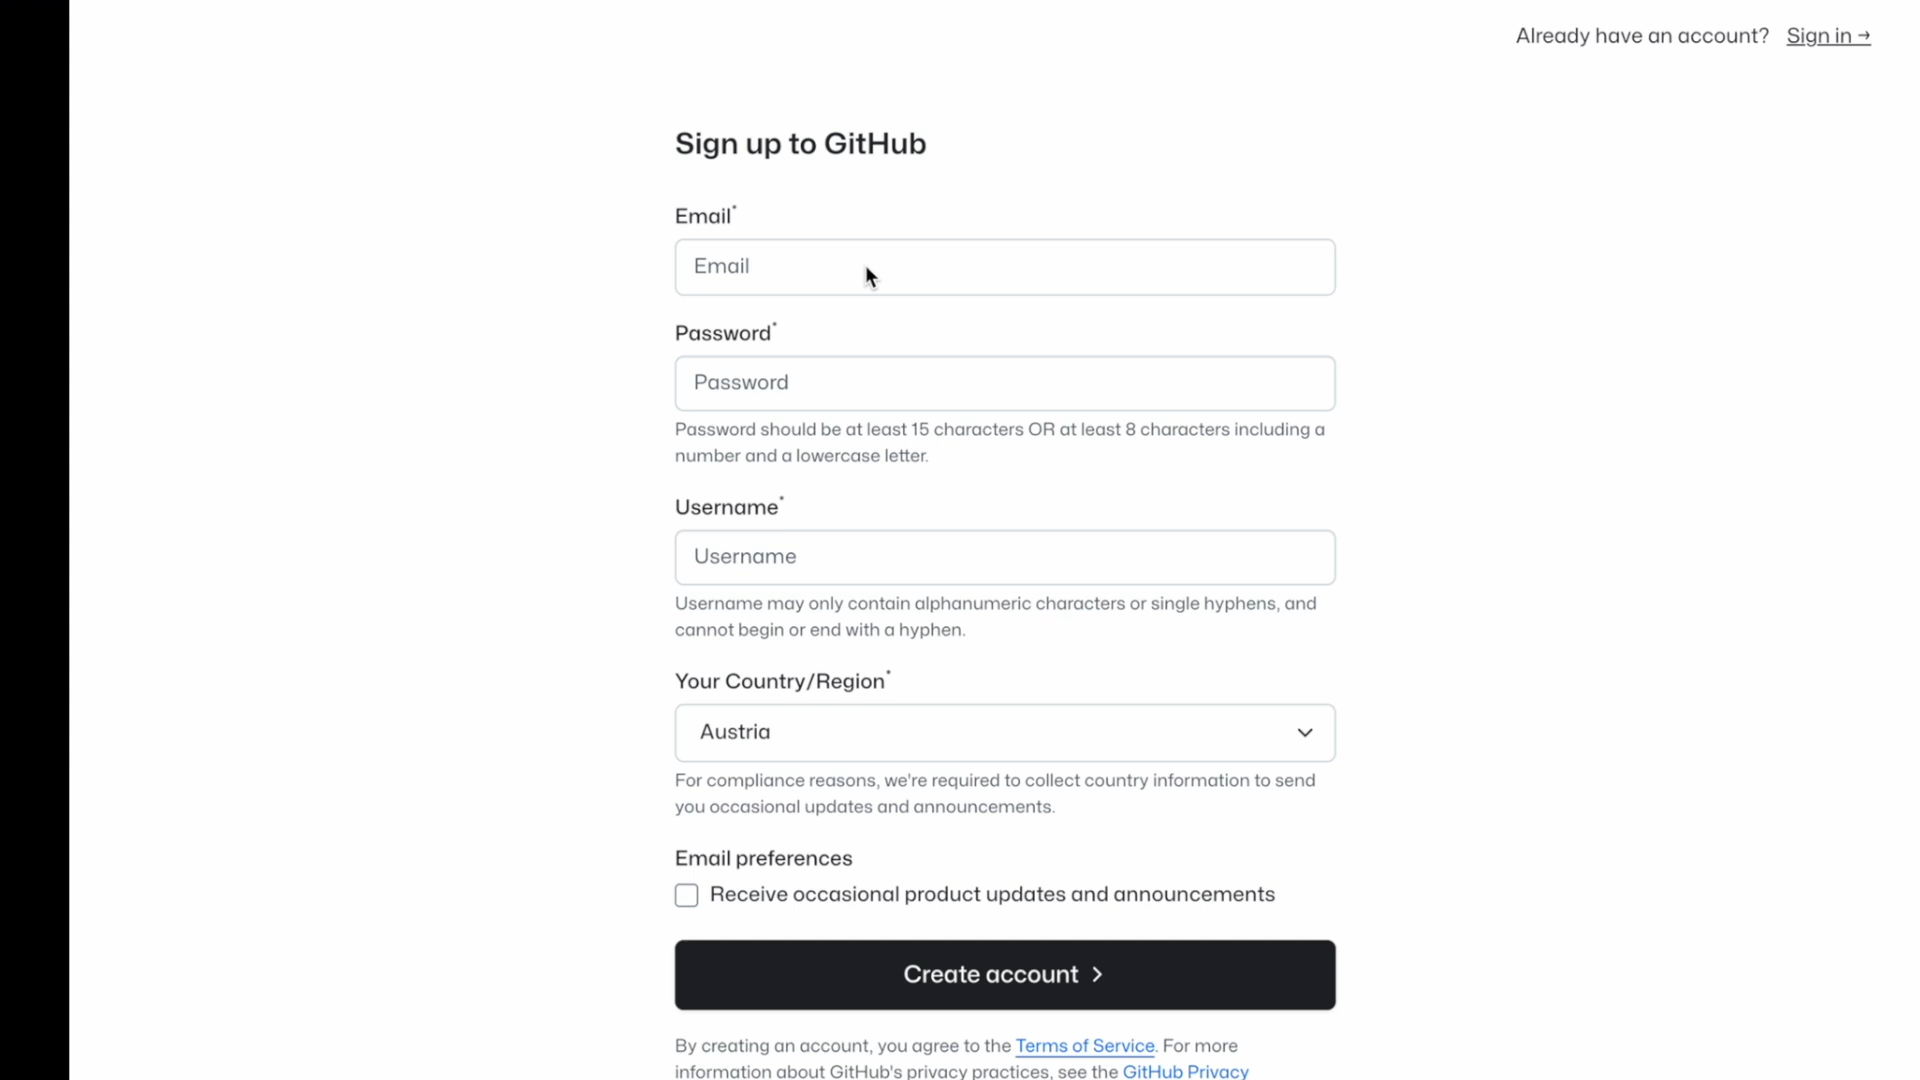 Already have an account? Sign in →
Sign up to GitHub
Email*
Email
Password*
Password
Password should be at least 15 characters OR at least 8 characters including a
number and a lowercase letter.
Username*
Username
Username may only contain alphanumeric characters or single hyphens, and
cannot begin or end with a hyphen.
Your Country/Region*
Austria
For compliance reasons, we're required to collect country information to send
you occasional updates and announcements.
Email preferences
Receive occasional product updates and announcements
Create account >
By creating an account, you agree to the Terms of Service. For more
information about GitHub's privacy practices, see the GitHub Privacy